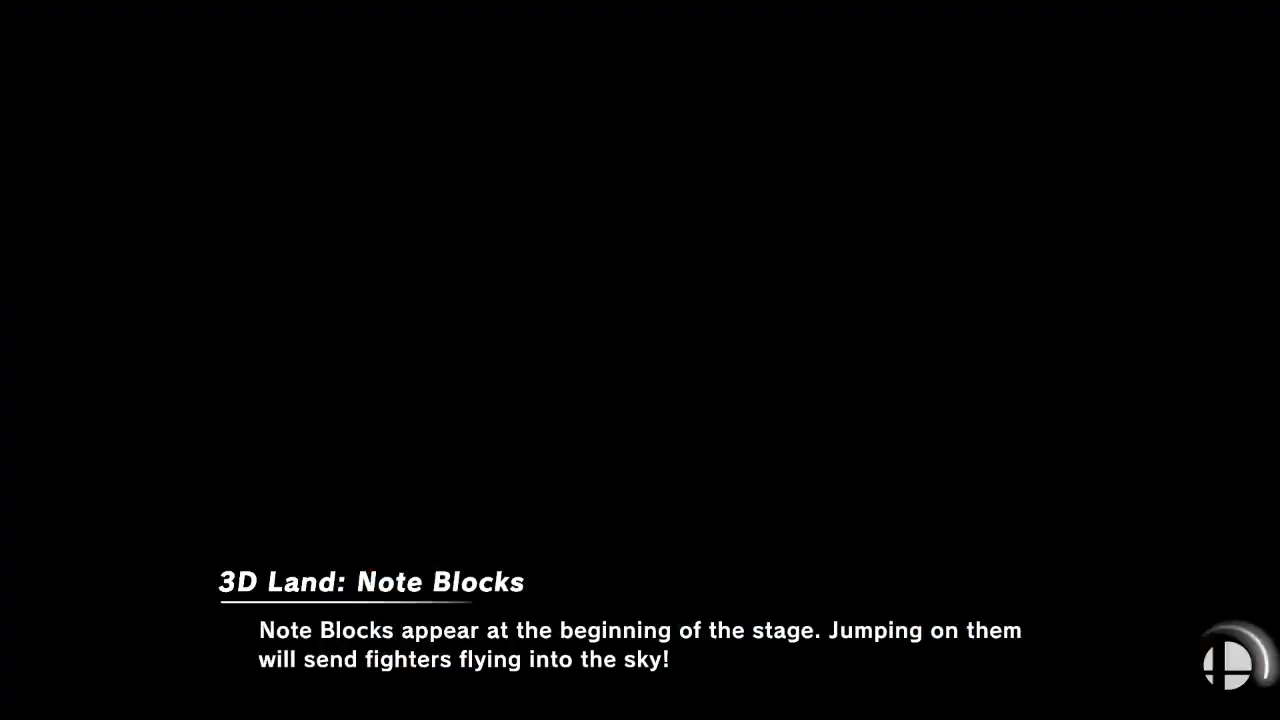 3D Land: Note Blocks
Note Blocks appear at the beginning of the stage. Jumping on them
will send fighters flying into the sky!